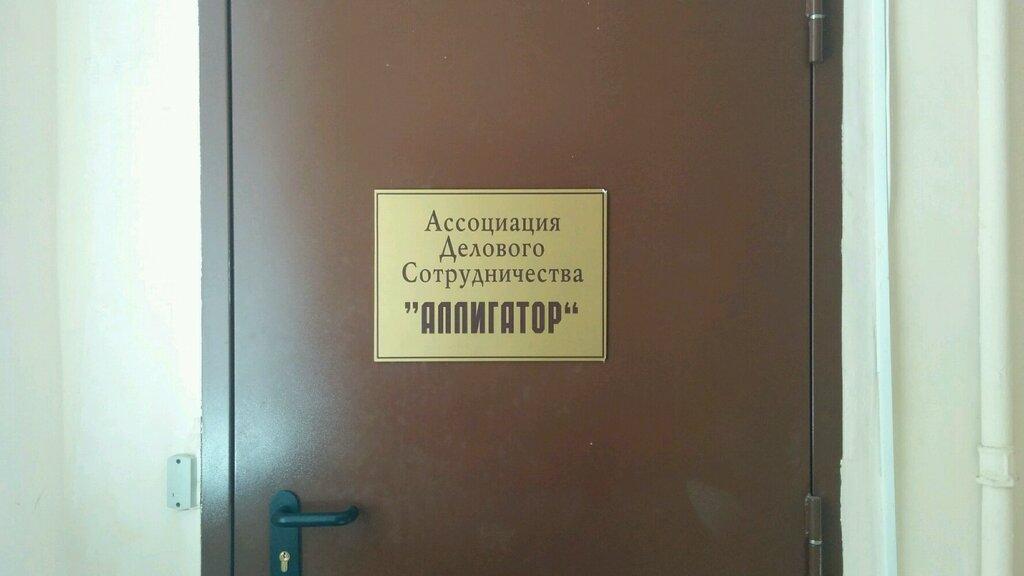 Ассоциация
Делового
Сотрудничества
"АЛЛИГАТОР"